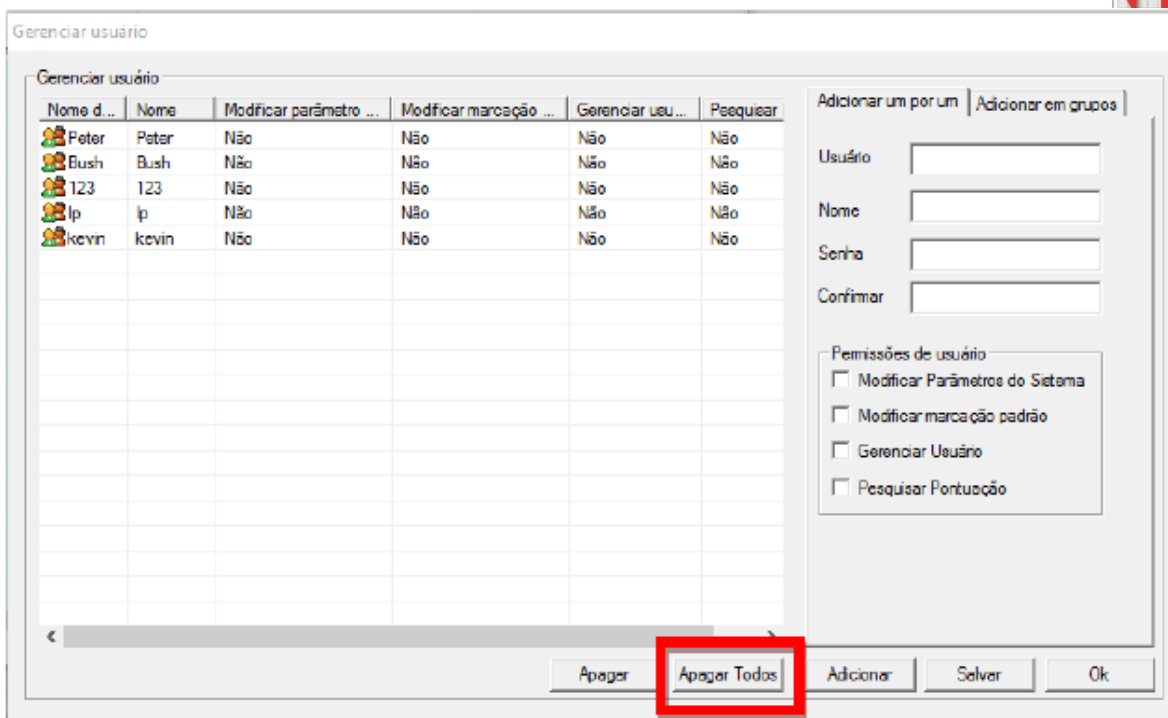 Gerenciar usuário
Gerenciar usuário
Nome d... Nome Modificar parâmetro ... Modificar marcação ... Gerenciar usu... Pesquisar
Peter Peter Não Não Não Não
Bush Bush Não Não Não Não
123 123 Não Não Não Não
lp lp Não Não Não Não
kevin kevin Não Não Não Não
Adicionar um por um Adicionar em grupos
Usuário
Nome
Senha
Confirmar
Permissões de usuário
Modificar Parâmetros do Sistema
Modificar marcação padrão
Gerenciar Usuário
Pesquisar Pontuação
Apagar Apagar Todos Adicionar Salvar Ok